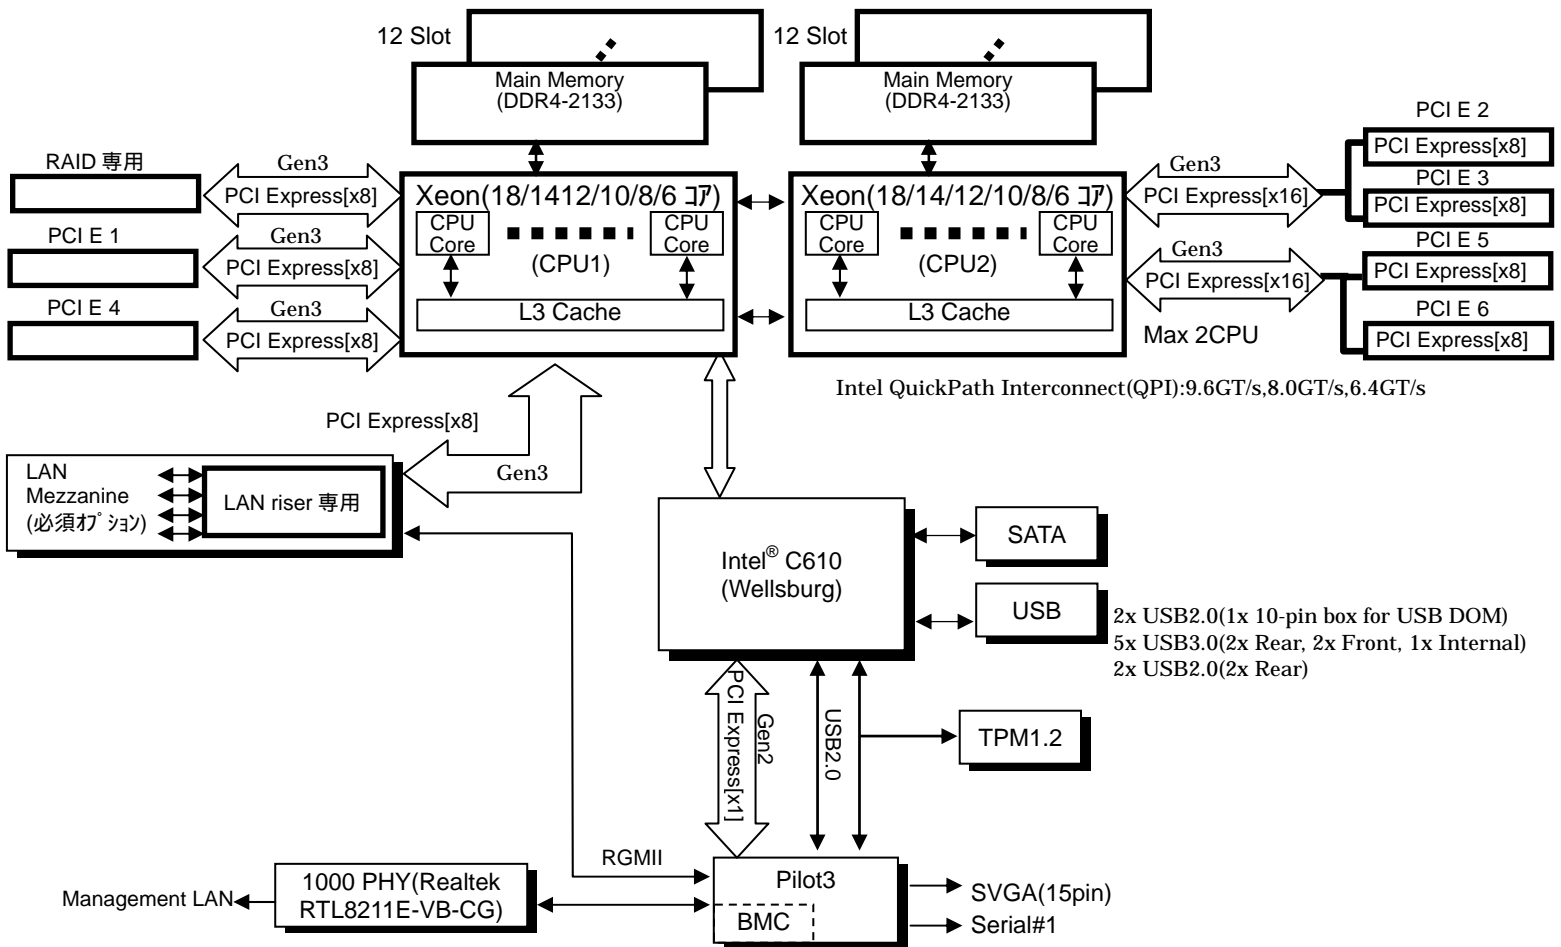 12 Slot
Main Memory
(DDR4-2133)
12 Slot
Main Memory
(DDR4-2133)
RAID 専用
Gen3
PCI Express[x8]
PCI E 1
Gen3
PCI Express[x8]
PCI E 4
Gen3
PCI Express[x8]
Xeon(18/1412/10/8/6 ｺｱ)
CPU
Core
CPU
Core
(CPU1)
L3 Cache
Xeon(18/14/12/10/8/6 ｺｱ)
CPU
Core
CPU
Core
(CPU2)
L3 Cache
Gen3
PCI Express[x16]
PCI E 2
PCI Express[x8]
PCI E 3
PCI Express[x8]
Gen3
PCI Express[x16]
PCI E 5
PCI Express[x8]
PCI E 6
PCI Express[x8]
Max 2CPU
Intel QuickPath Interconnect(QPI):9.6GT/s,8.0GT/s,6.4GT/s
PCI Express[x8]
Gen3
LAN
Mezzanine
(必須ｵﾌﾟｼｮﾝ)
LAN riser 専用
Intel® C610
(Wellsburg)
SATA
USB
2x USB2.0(1x 10-pin box for USB DOM)
5x USB3.0(2x Rear, 2x Front, 1x Internal)
2x USB2.0(2x Rear)
Gen2
PCI Express[x1]
USB2.0
TPM1.2
RGMII
Management LAN
1000 PHY(Realtek
RTL8211E-VB-CG)
Pilot3
BMC
SVGA(15pin)
Serial#1